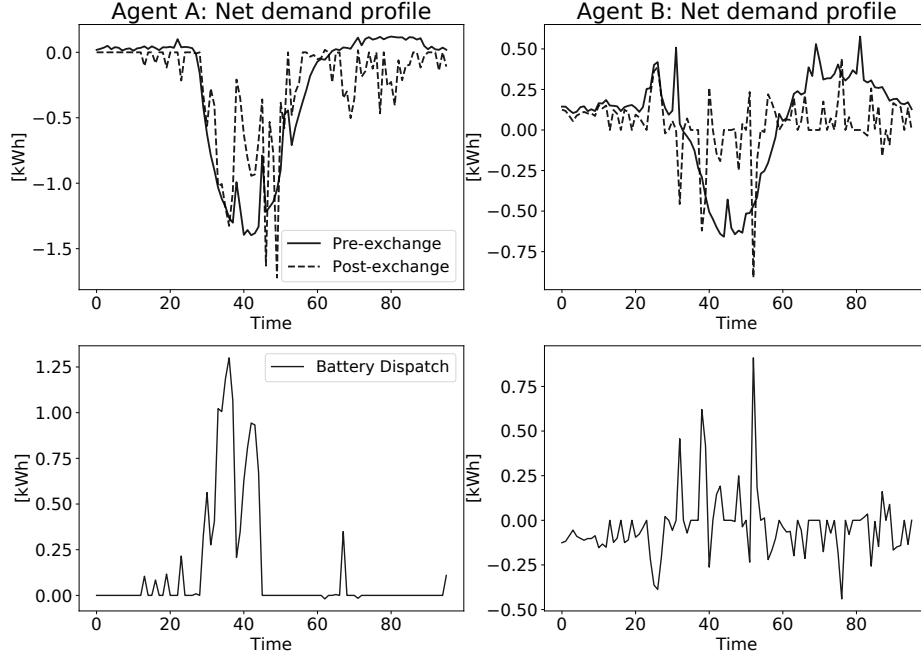 Agent A: Net demand profile
0.0
−0.5
−1.0
−1.5
[kWh]
0 20 40 60 80
Time
Pre-exchange
Post-exchange
Agent B: Net demand profile
0.50
0.25
0.00
−0.25
−0.50
−0.75
[kWh]
0 20 40 60 80
Time
1.25
1.00
0.75
0.50
0.25
0.00
[kWh]
0 20 40 60 80
Time
Battery Dispatch
0.75
0.50
0.25
0.00
−0.25
−0.50
[kWh]
0 20 40 60 80
Time